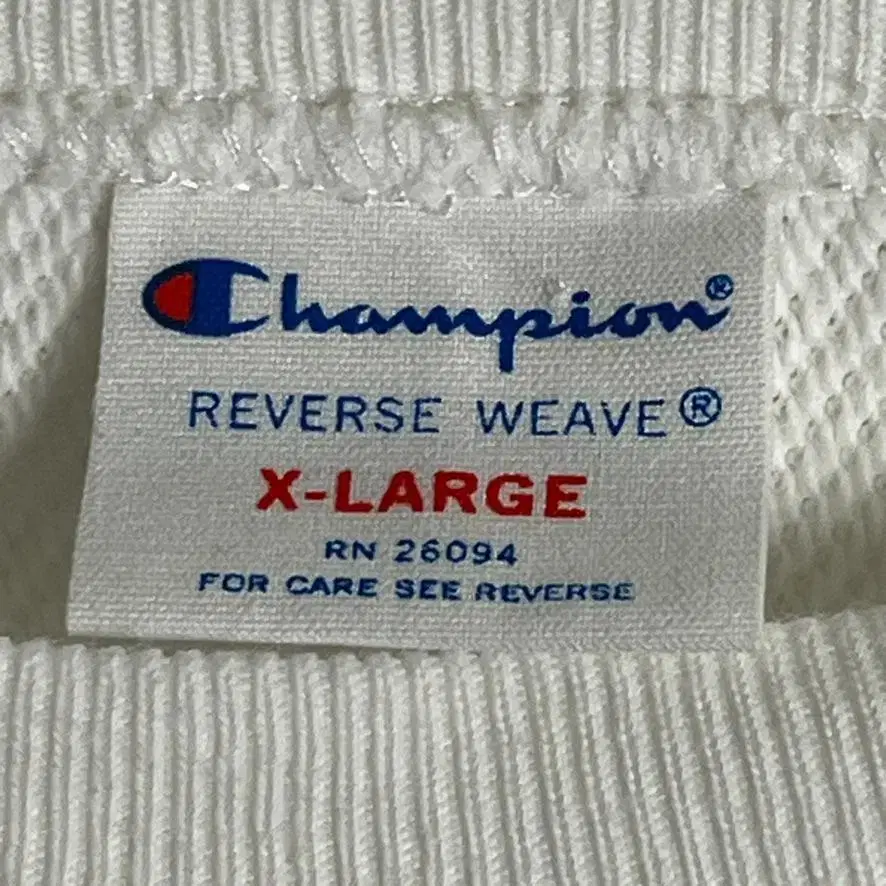 Champion®
REVERSE WEAVE®
X-LARGE
RN 26094
FOR CARE SEE REVERSE